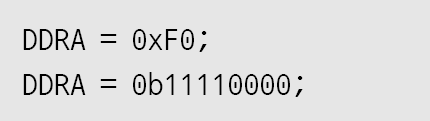 DDRA = 0xF0;
DDRA = 0b11110000;